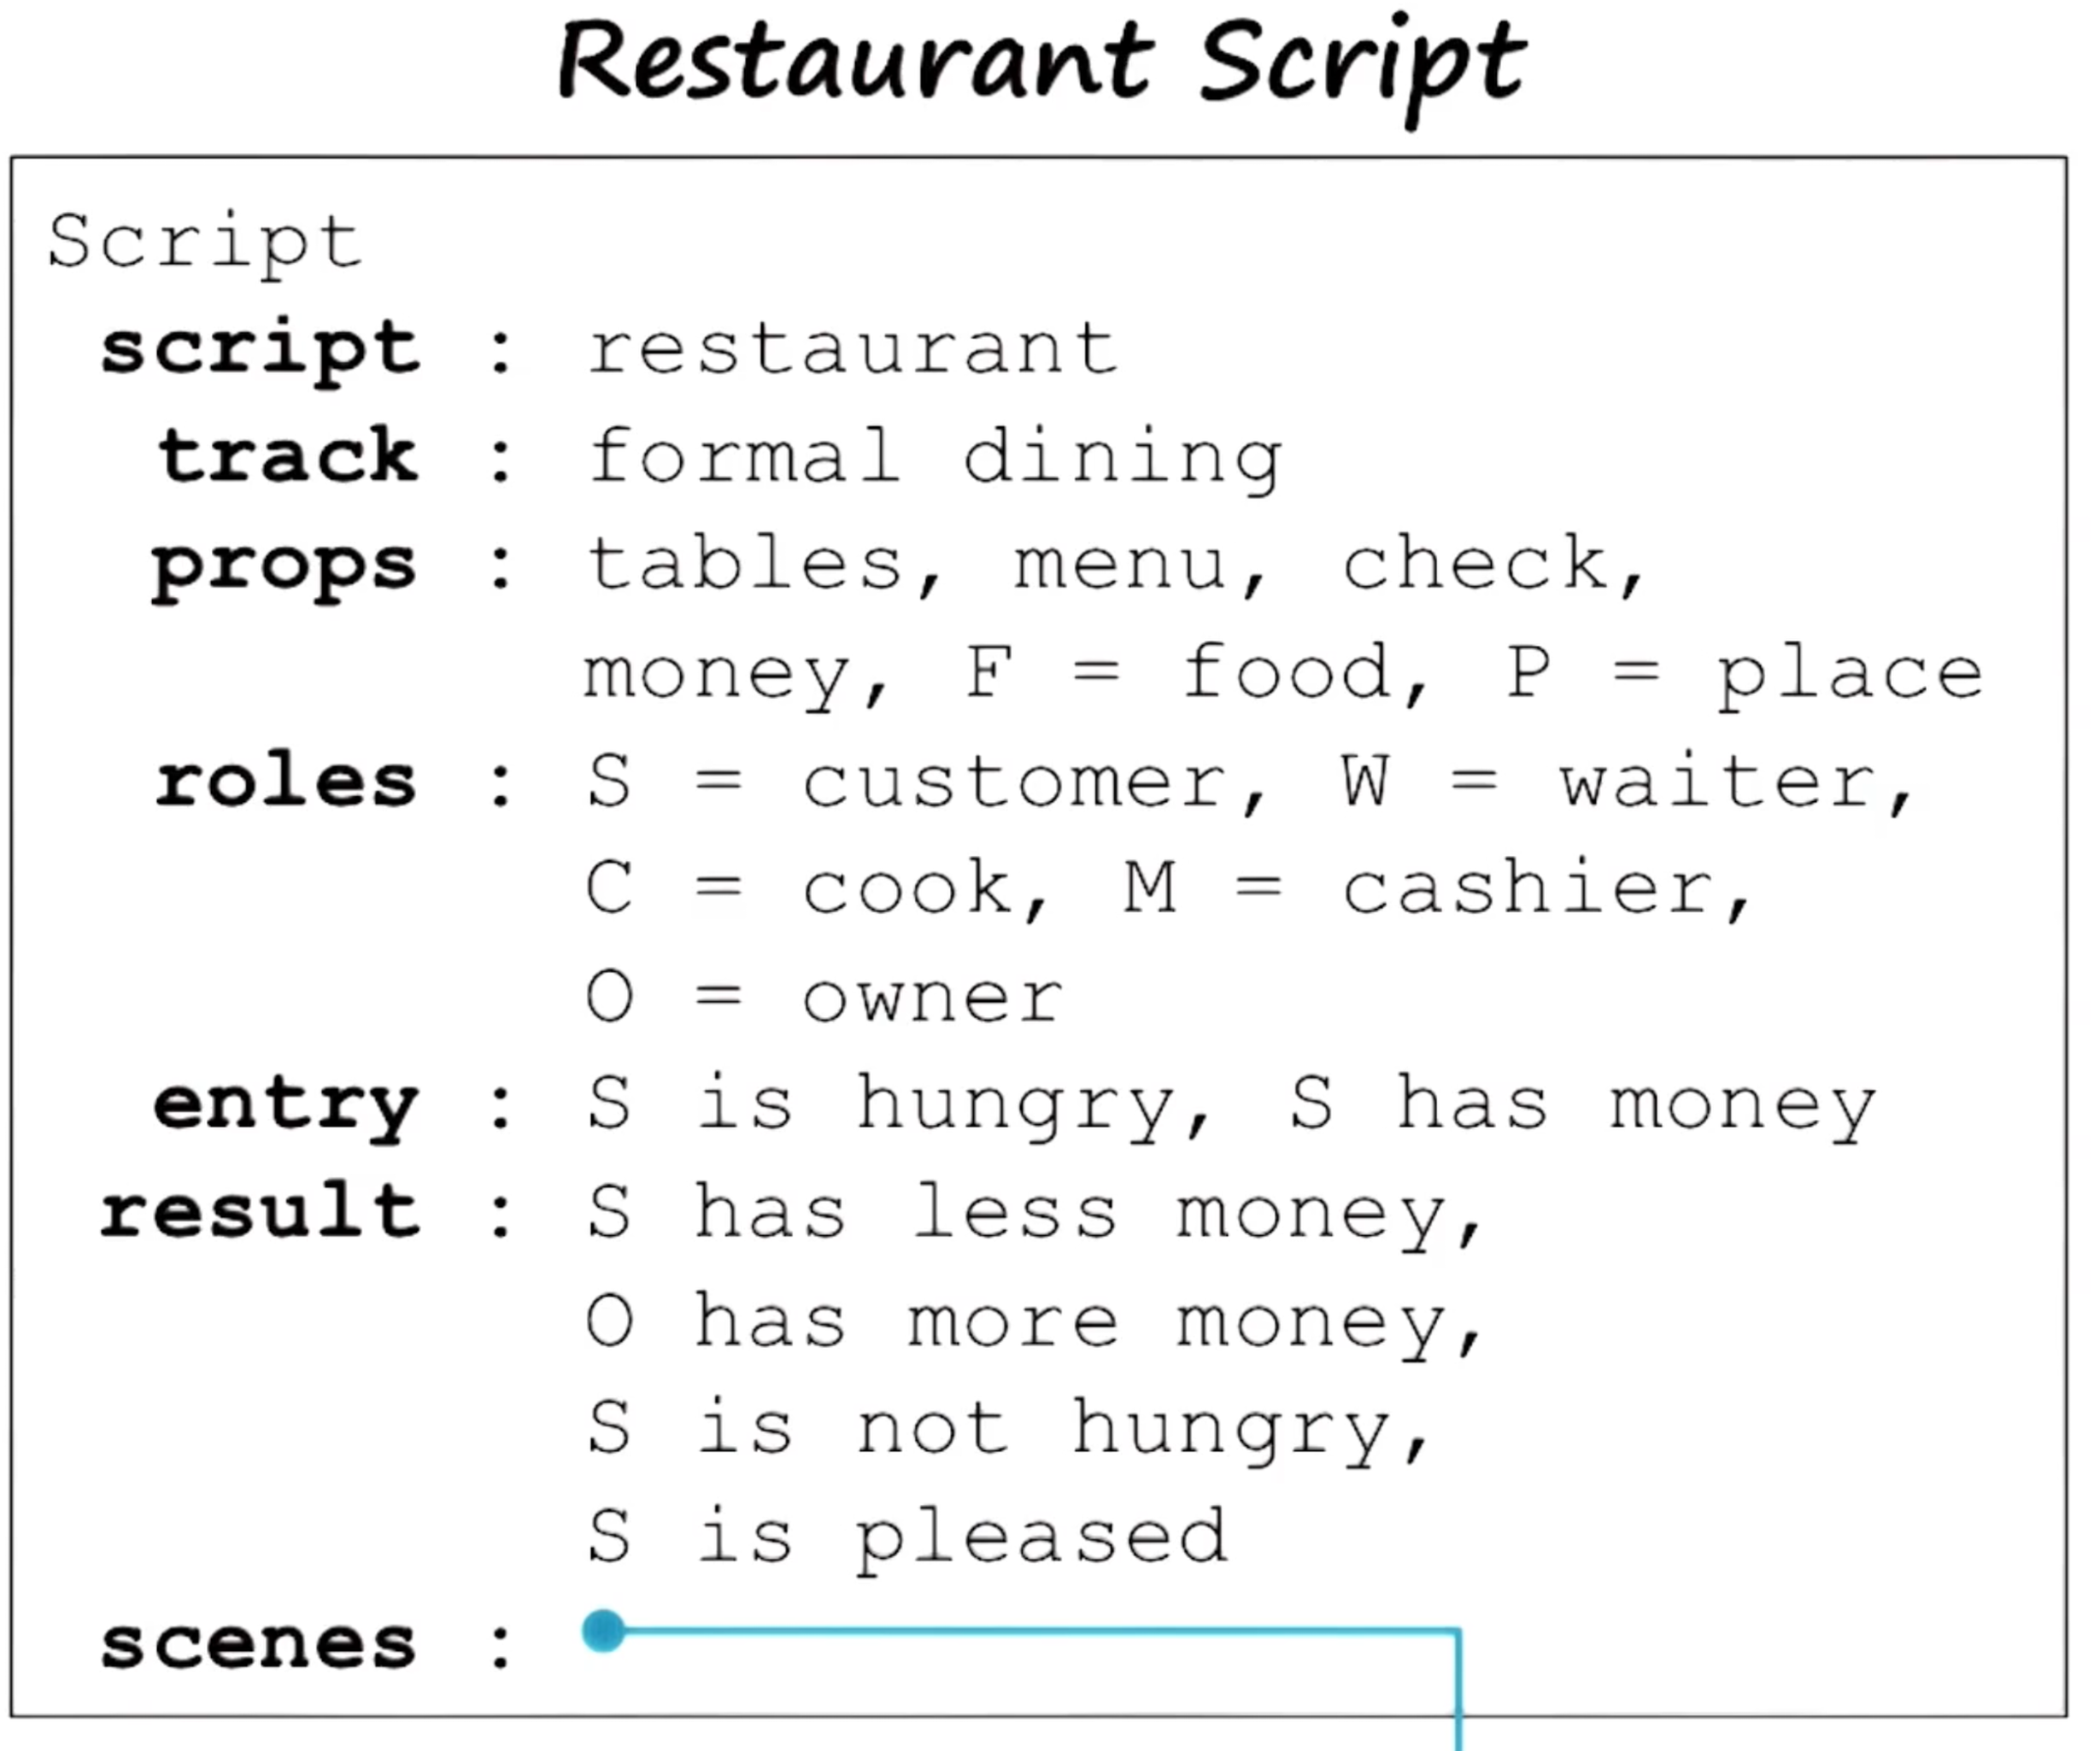 Restaurant Script
Script
script : restaurant
track : formal dining
props : tables, menu, check,
money, F = food, P = place
roles : S = customer, W = waiter,
C = cook, M = cashier,
O = owner
entry : S is hungry, S has money
result : S has less money,
O has more money,
S is not hungry,
S is pleased
scenes :